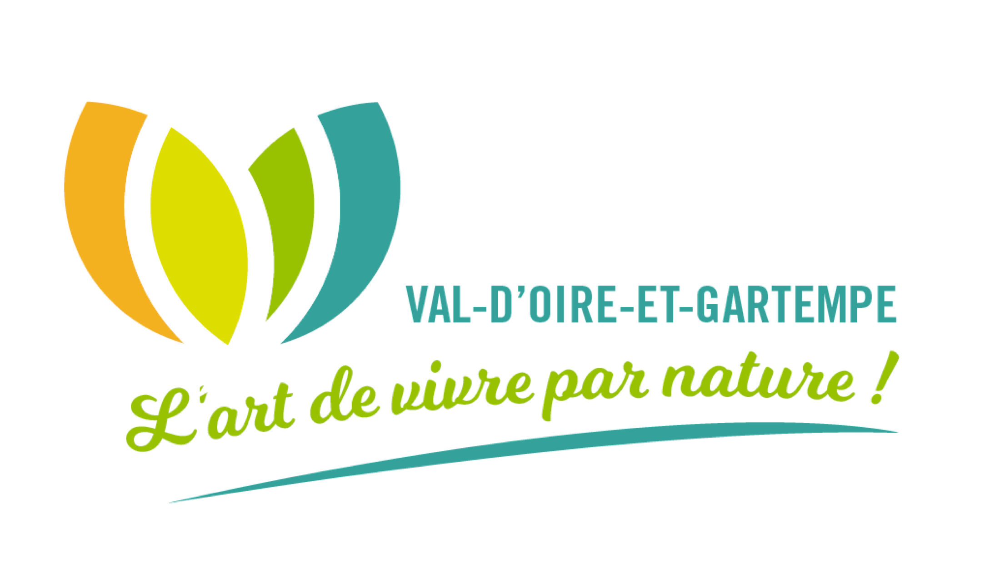 VAL-D’OIRE-ET-GARTEMPE
L'art de vivre par nature !